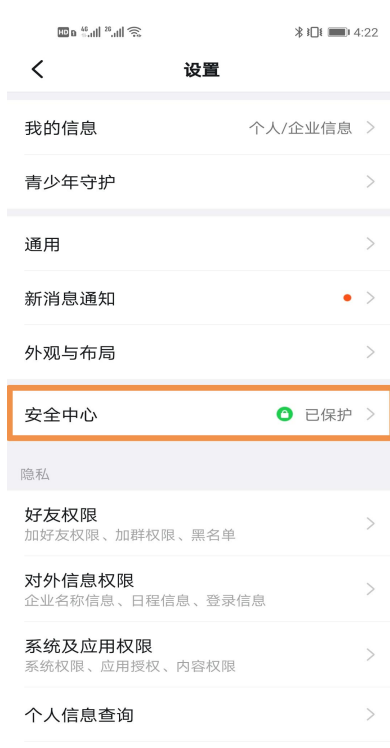 HD 4G 2G 4:22
设置
我的信息 个人/企业信息
青少年守护
通用
新消息通知
外观与布局
安全中心 已保护
隐私
好友权限
加好友权限、加群权限、黑名单
对外信息权限
企业名称信息、日程信息、登录信息
系统及应用权限
系统权限、应用授权、内容权限
个人信息查询